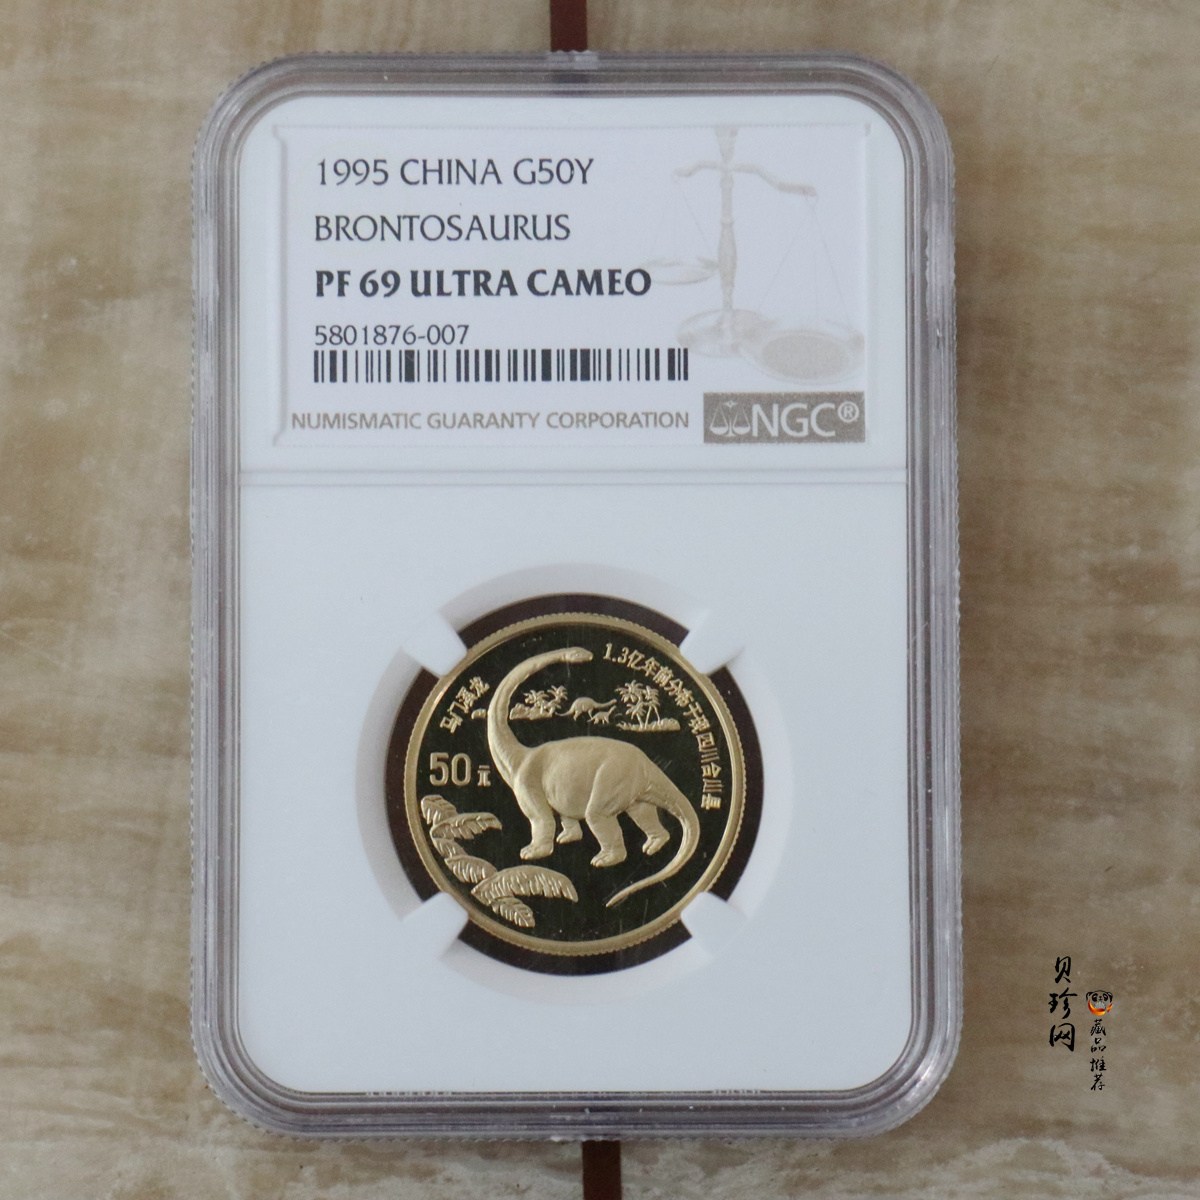 1995 CHINA G50Y
BRONTOSAURUS
PF 69 ULTRA CAMEO
5801876-007
NUMISMATIC GUARANTY CORPORATION
NGC®
马门溪龙
1.3亿年前分布于现四川合川县
50元
贝珍网
藏品推荐